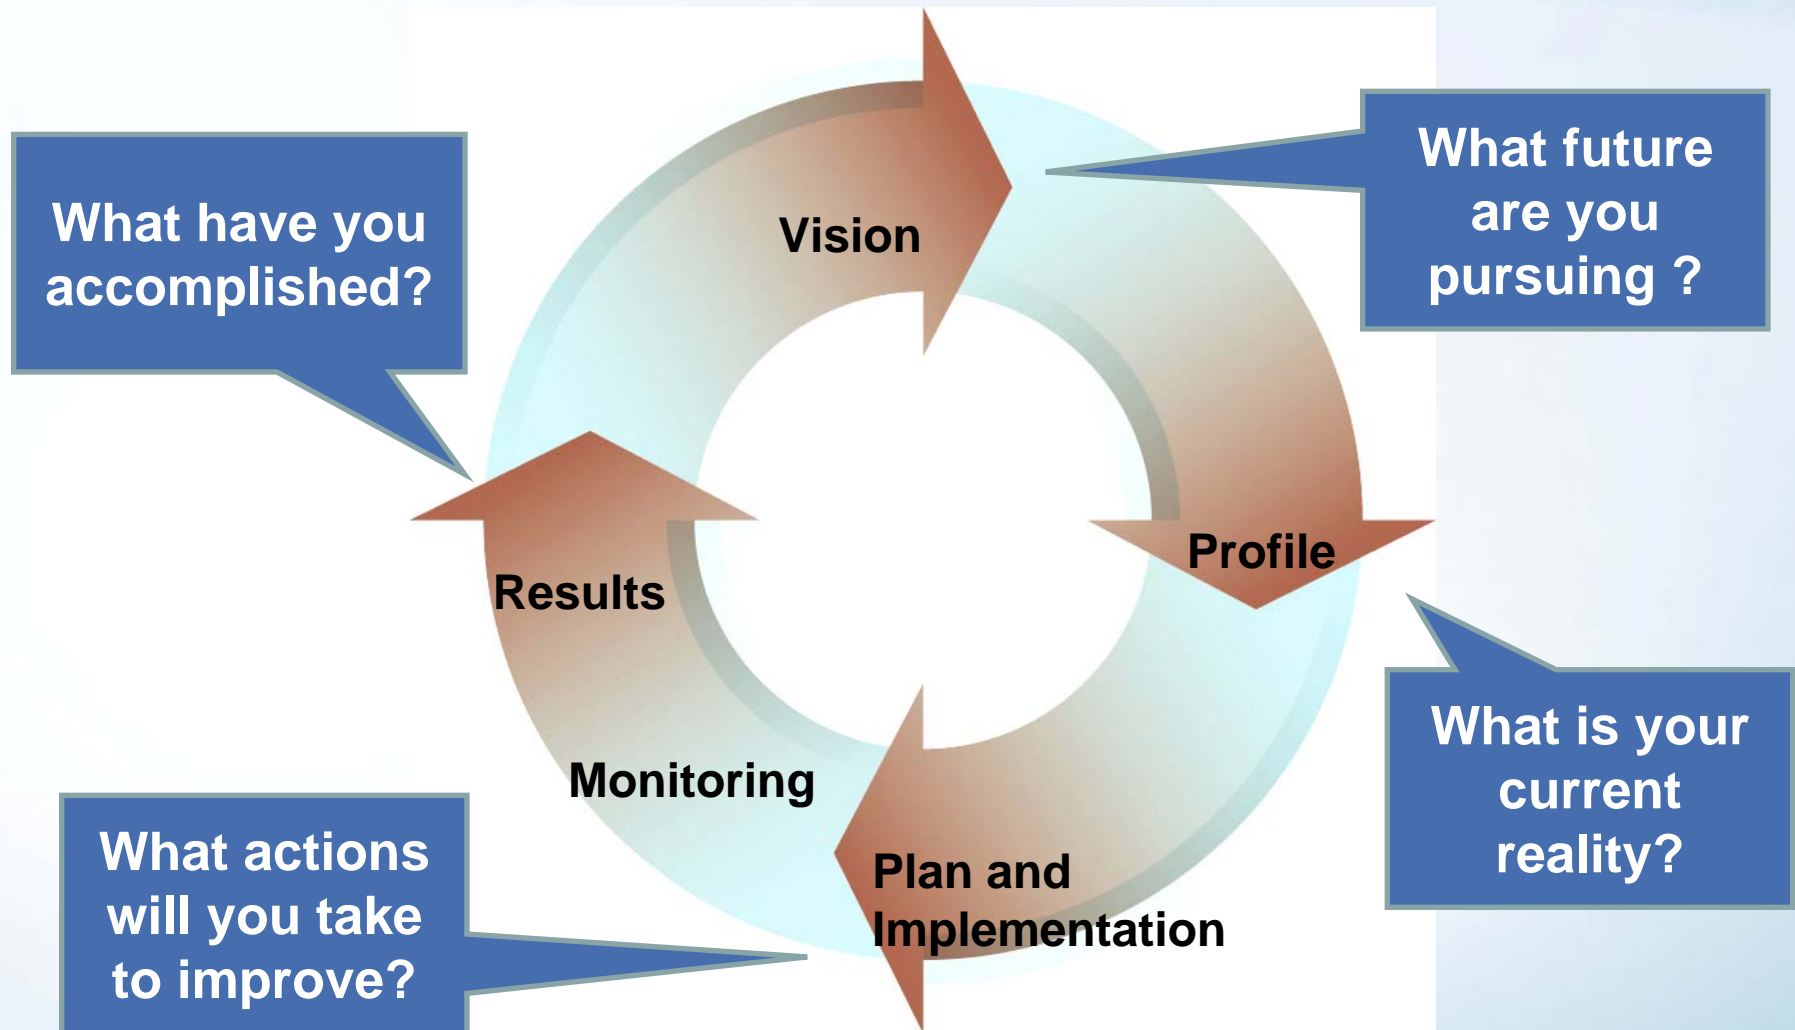 What have you
accomplished?
Vision
What future
are you
pursuing ?
Profile
What is your
current
reality?
Plan and
Implementation
What actions
will you take
to improve?
Monitoring
Results